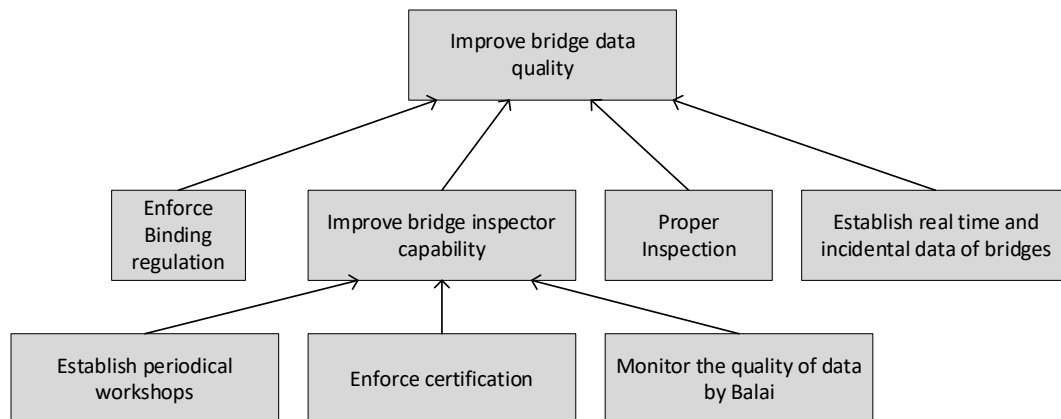 Improve bridge data
quality
Enforce
Binding
regulation
Improve bridge inspector
capability
Proper
Inspection
Establish real time and
incidental data of bridges
Establish periodical
workshops
Enforce certification
Monitor the quality of data
by Balai